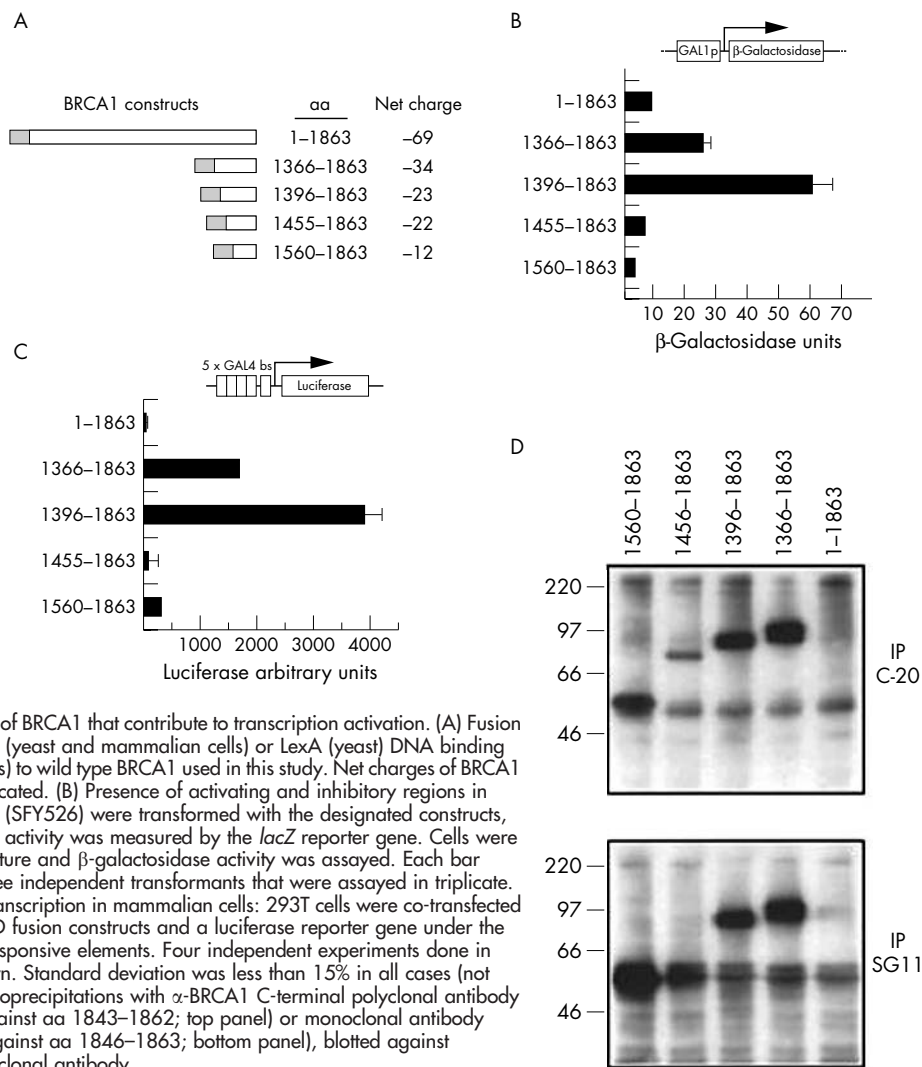 A
BRCA1 constructs aa Net charge
1–1863 –69
1366–1863 –34
1396–1863 –23
1455–1863 –22
1560–1863 –12
B
GAL1p β-Galactosidase
1–1863
1366–1863
1396–1863
1455–1863
1560–1863
10 20 30 40 50 60 70
β-Galactosidase units
C
5 x GAL4 bs
Luciferase
1–1863
1366–1863
1396–1863
1455–1863
1560–1863
1000 2000 3000 4000
Luciferase arbitrary units
D
1560–1863
1456–1863
1396–1863
1366–1863
1–1863
220
97
66
46
IP
C-20
220
97
66
46
IP
SG11
of BRCA1 that contribute to transcription activation. (A) Fusion
(yeast and mammalian cells) or LexA (yeast) DNA binding
s) to wild type BRCA1 used in this study. Net charges of BRCA1
icated. (B) Presence of activating and inhibitory regions in
(SFY526) were transformed with the designated constructs,
activity was measured by the lacZ reporter gene. Cells were
ture and β-galactosidase activity was assayed. Each bar
ee independent transformants that were assayed in triplicate.
anscription in mammalian cells: 293T cells were co-transfected
D fusion constructs and a luciferase reporter gene under the
sponsive elements. Four independent experiments done in
n. Standard deviation was less than 15% in all cases (not
oprecipitations with α-BRCA1 C-terminal polyclonal antibody
ainst aa 1843–1862; top panel) or monoclonal antibody
gainst aa 1846–1863; bottom panel), blotted against
clonal antibody